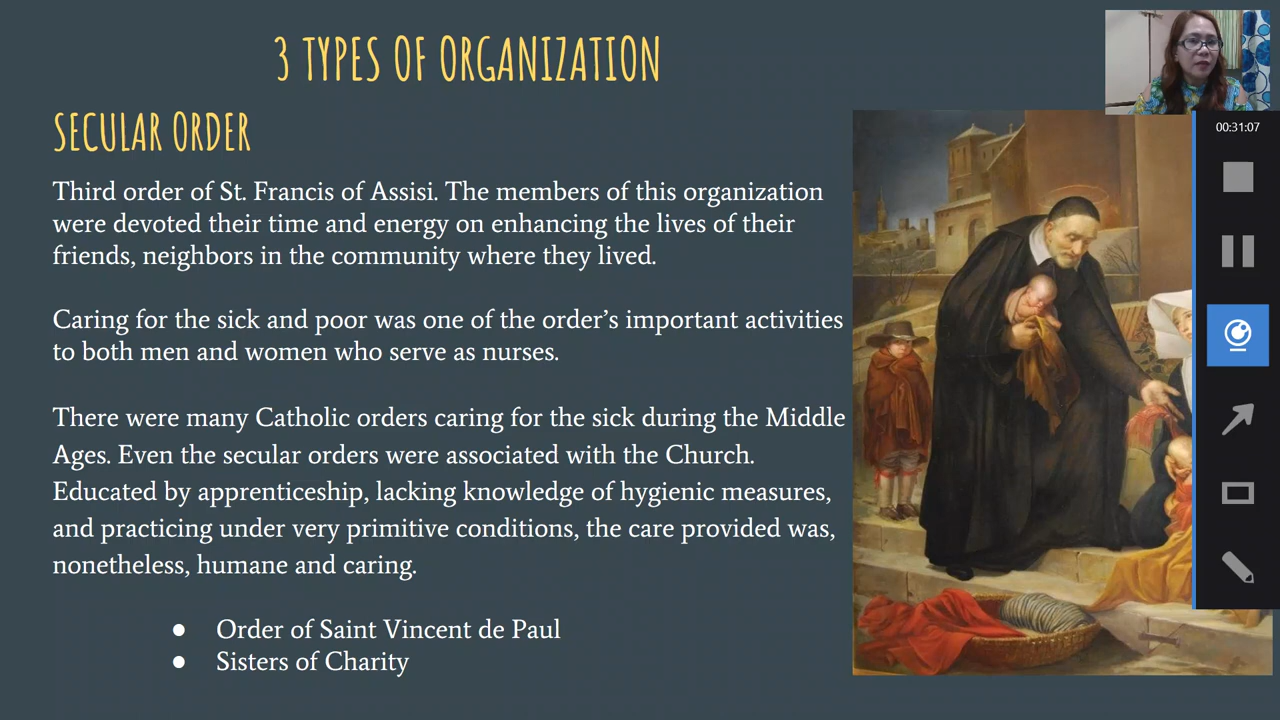 3 TYPES OF ORGANIZATION
SECULAR ORDER
00:31:07
Third order of St. Francis of Assisi. The members of this organization
were devoted their time and energy on enhancing the lives of their
friends, neighbors in the community where they lived.
Caring for the sick and poor was one of the order’s important activities
to both men and women who serve as nurses.
There were many Catholic orders caring for the sick during the Middle
Ages. Even the secular orders were associated with the Church.
Educated by apprenticeship, lacking knowledge of hygienic measures,
and practicing under very primitive conditions, the care provided was,
nonetheless, humane and caring.
● Order of Saint Vincent de Paul
● Sisters of Charity